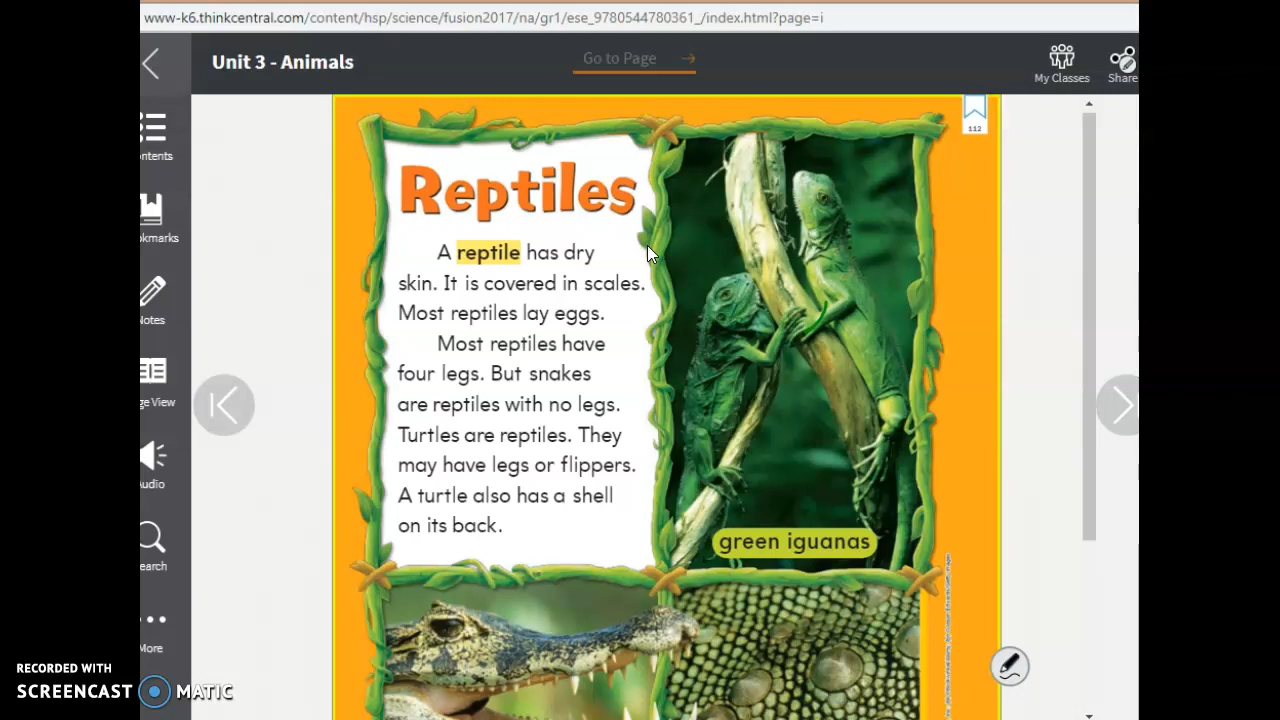 www-k6.thinkcentral.com/content/hsp/science/fusion2017/na/gr1/ese_9780544780361_/index.html?page=i
Unit 3 - Animals
Go to Page
My Classes
Share
ntents
okmarks
Notes
ge View
Audio
earch
More
112
Reptiles
A reptile has dry
skin. It is covered in scales.
Most reptiles lay eggs.
Most reptiles have
four legs. But snakes
are reptiles with no legs.
Turtles are reptiles. They
may have legs or flippers.
A turtle also has a shell
on its back.
green iguanas
RECORDED WITH
SCREENCAST MATIC